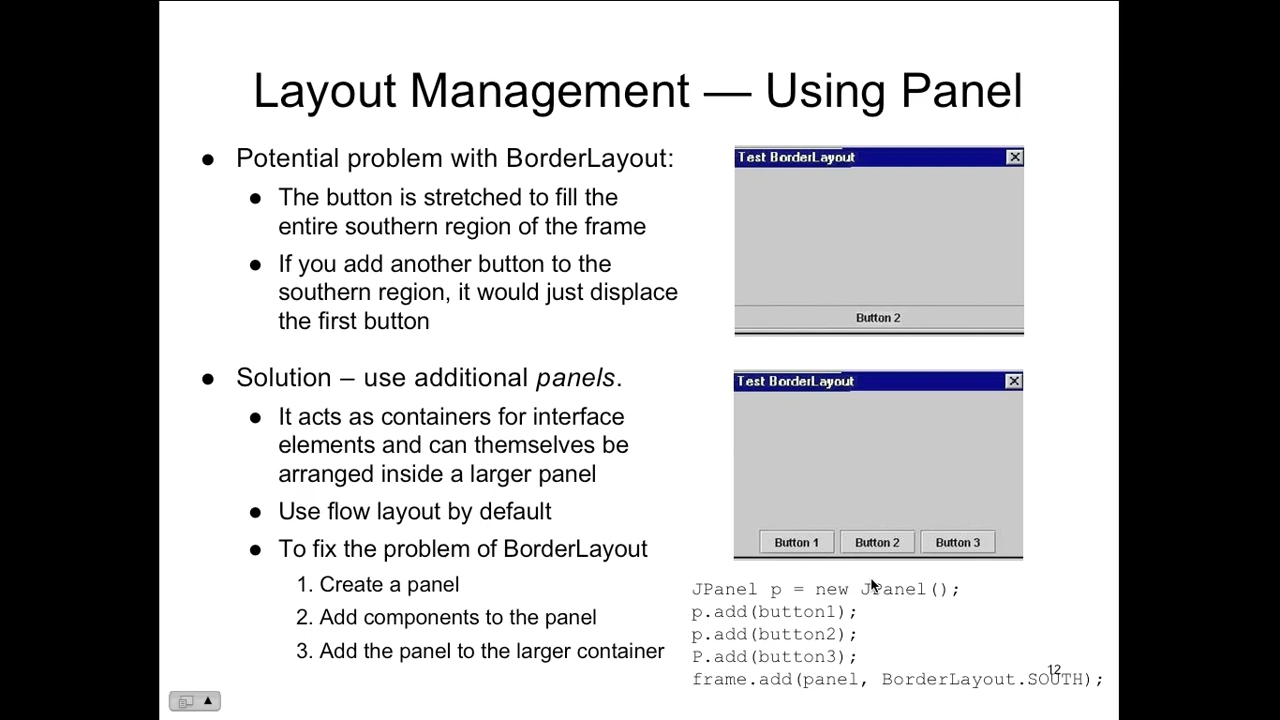 Layout Management — Using Panel
● Potential problem with BorderLayout:
● The button is stretched to fill the
entire southern region of the frame
● If you add another button to the
southern region, it would just displace
the first button
● Solution – use additional panels.
● It acts as containers for interface
elements and can themselves be
arranged inside a larger panel
● Use flow layout by default
● To fix the problem of BorderLayout
1. Create a panel
2. Add components to the panel
3. Add the panel to the larger container
Test BorderLayout
Button 2
Test BorderLayout
Button 1 Button 2 Button 3
JPanel p = new JPanel();
p.add(button1);
p.add(button2);
P.add(button3);
frame.add(panel, BorderLayout.SOUTH);
12